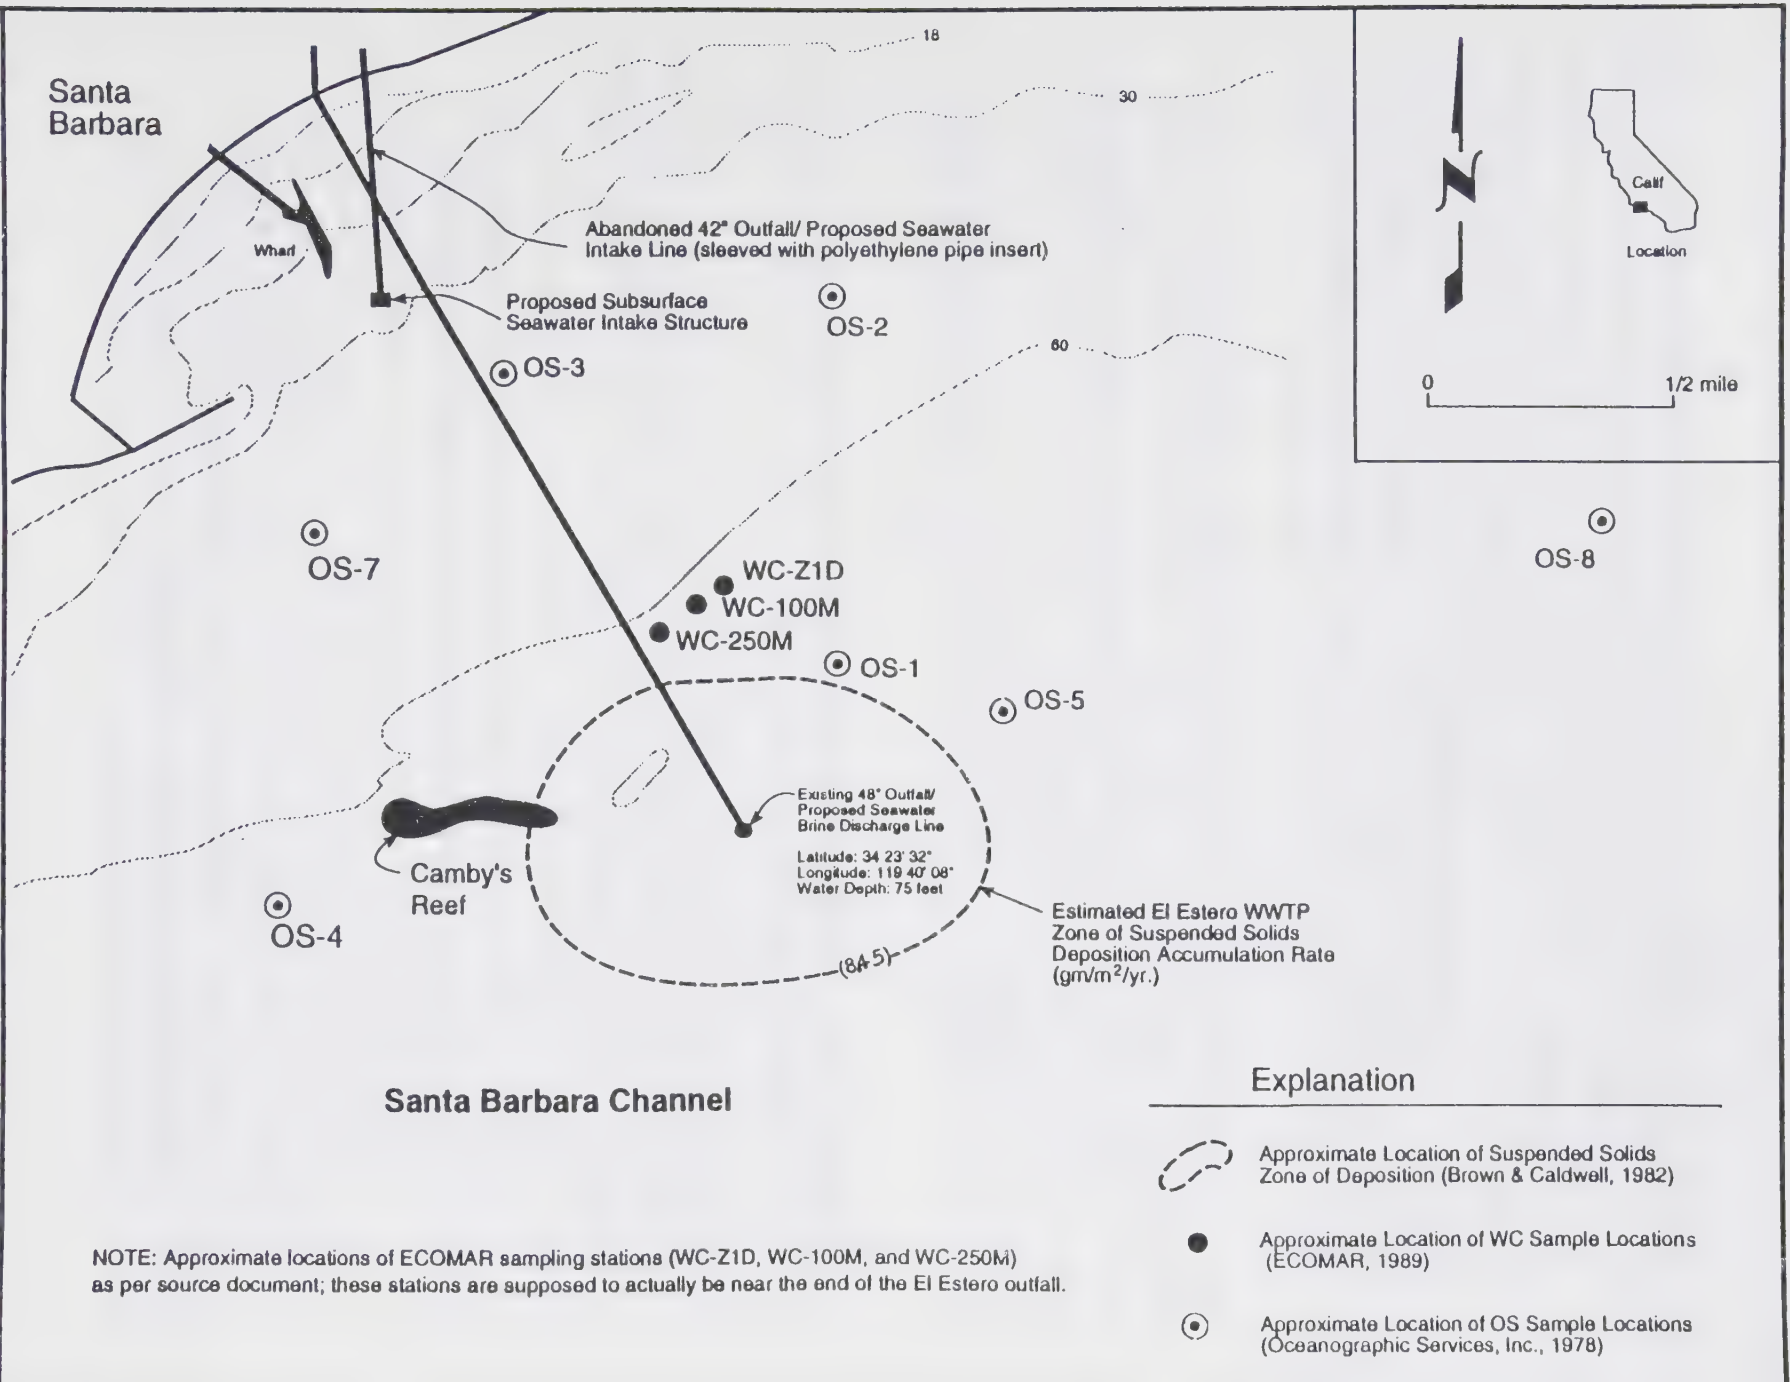 Santa
Barbara
18
30
Abandoned 42" Outfall/ Proposed Seawater
Intake Line (sleeved with polyethylene pipe insert)
Wharf
Proposed Subsurface
Seawater Intake Structure
OS-2
OS-3
60
N
Calif
Location
0 1/2 mile
OS-7
OS-8
WC-Z1D
WC-100M
WC-250M
OS-1
OS-5
Existing 48" Outfall/
Proposed Seawater
Brine Discharge Line
Latitude: 34 23' 32"
Longitude: 119 40' 08"
Water Depth: 75 feet
Camby's
Reef
OS-4
Estimated El Estero WWTP
Zone of Suspended Solids
Deposition Accumulation Rate
(gm/m²/yr.)
Santa Barbara Channel
Explanation
Approximate Location of Suspended Solids
Zone of Deposition (Brown & Caldwell, 1982)
Approximate Location of WC Sample Locations
(ECOMAR, 1989)
Approximate Location of OS Sample Locations
(Oceanographic Services, Inc., 1978)
NOTE: Approximate locations of ECOMAR sampling stations (WC-Z1D, WC-100M, and WC-250M)
as per source document; these stations are supposed to actually be near the end of the El Estero outfall.